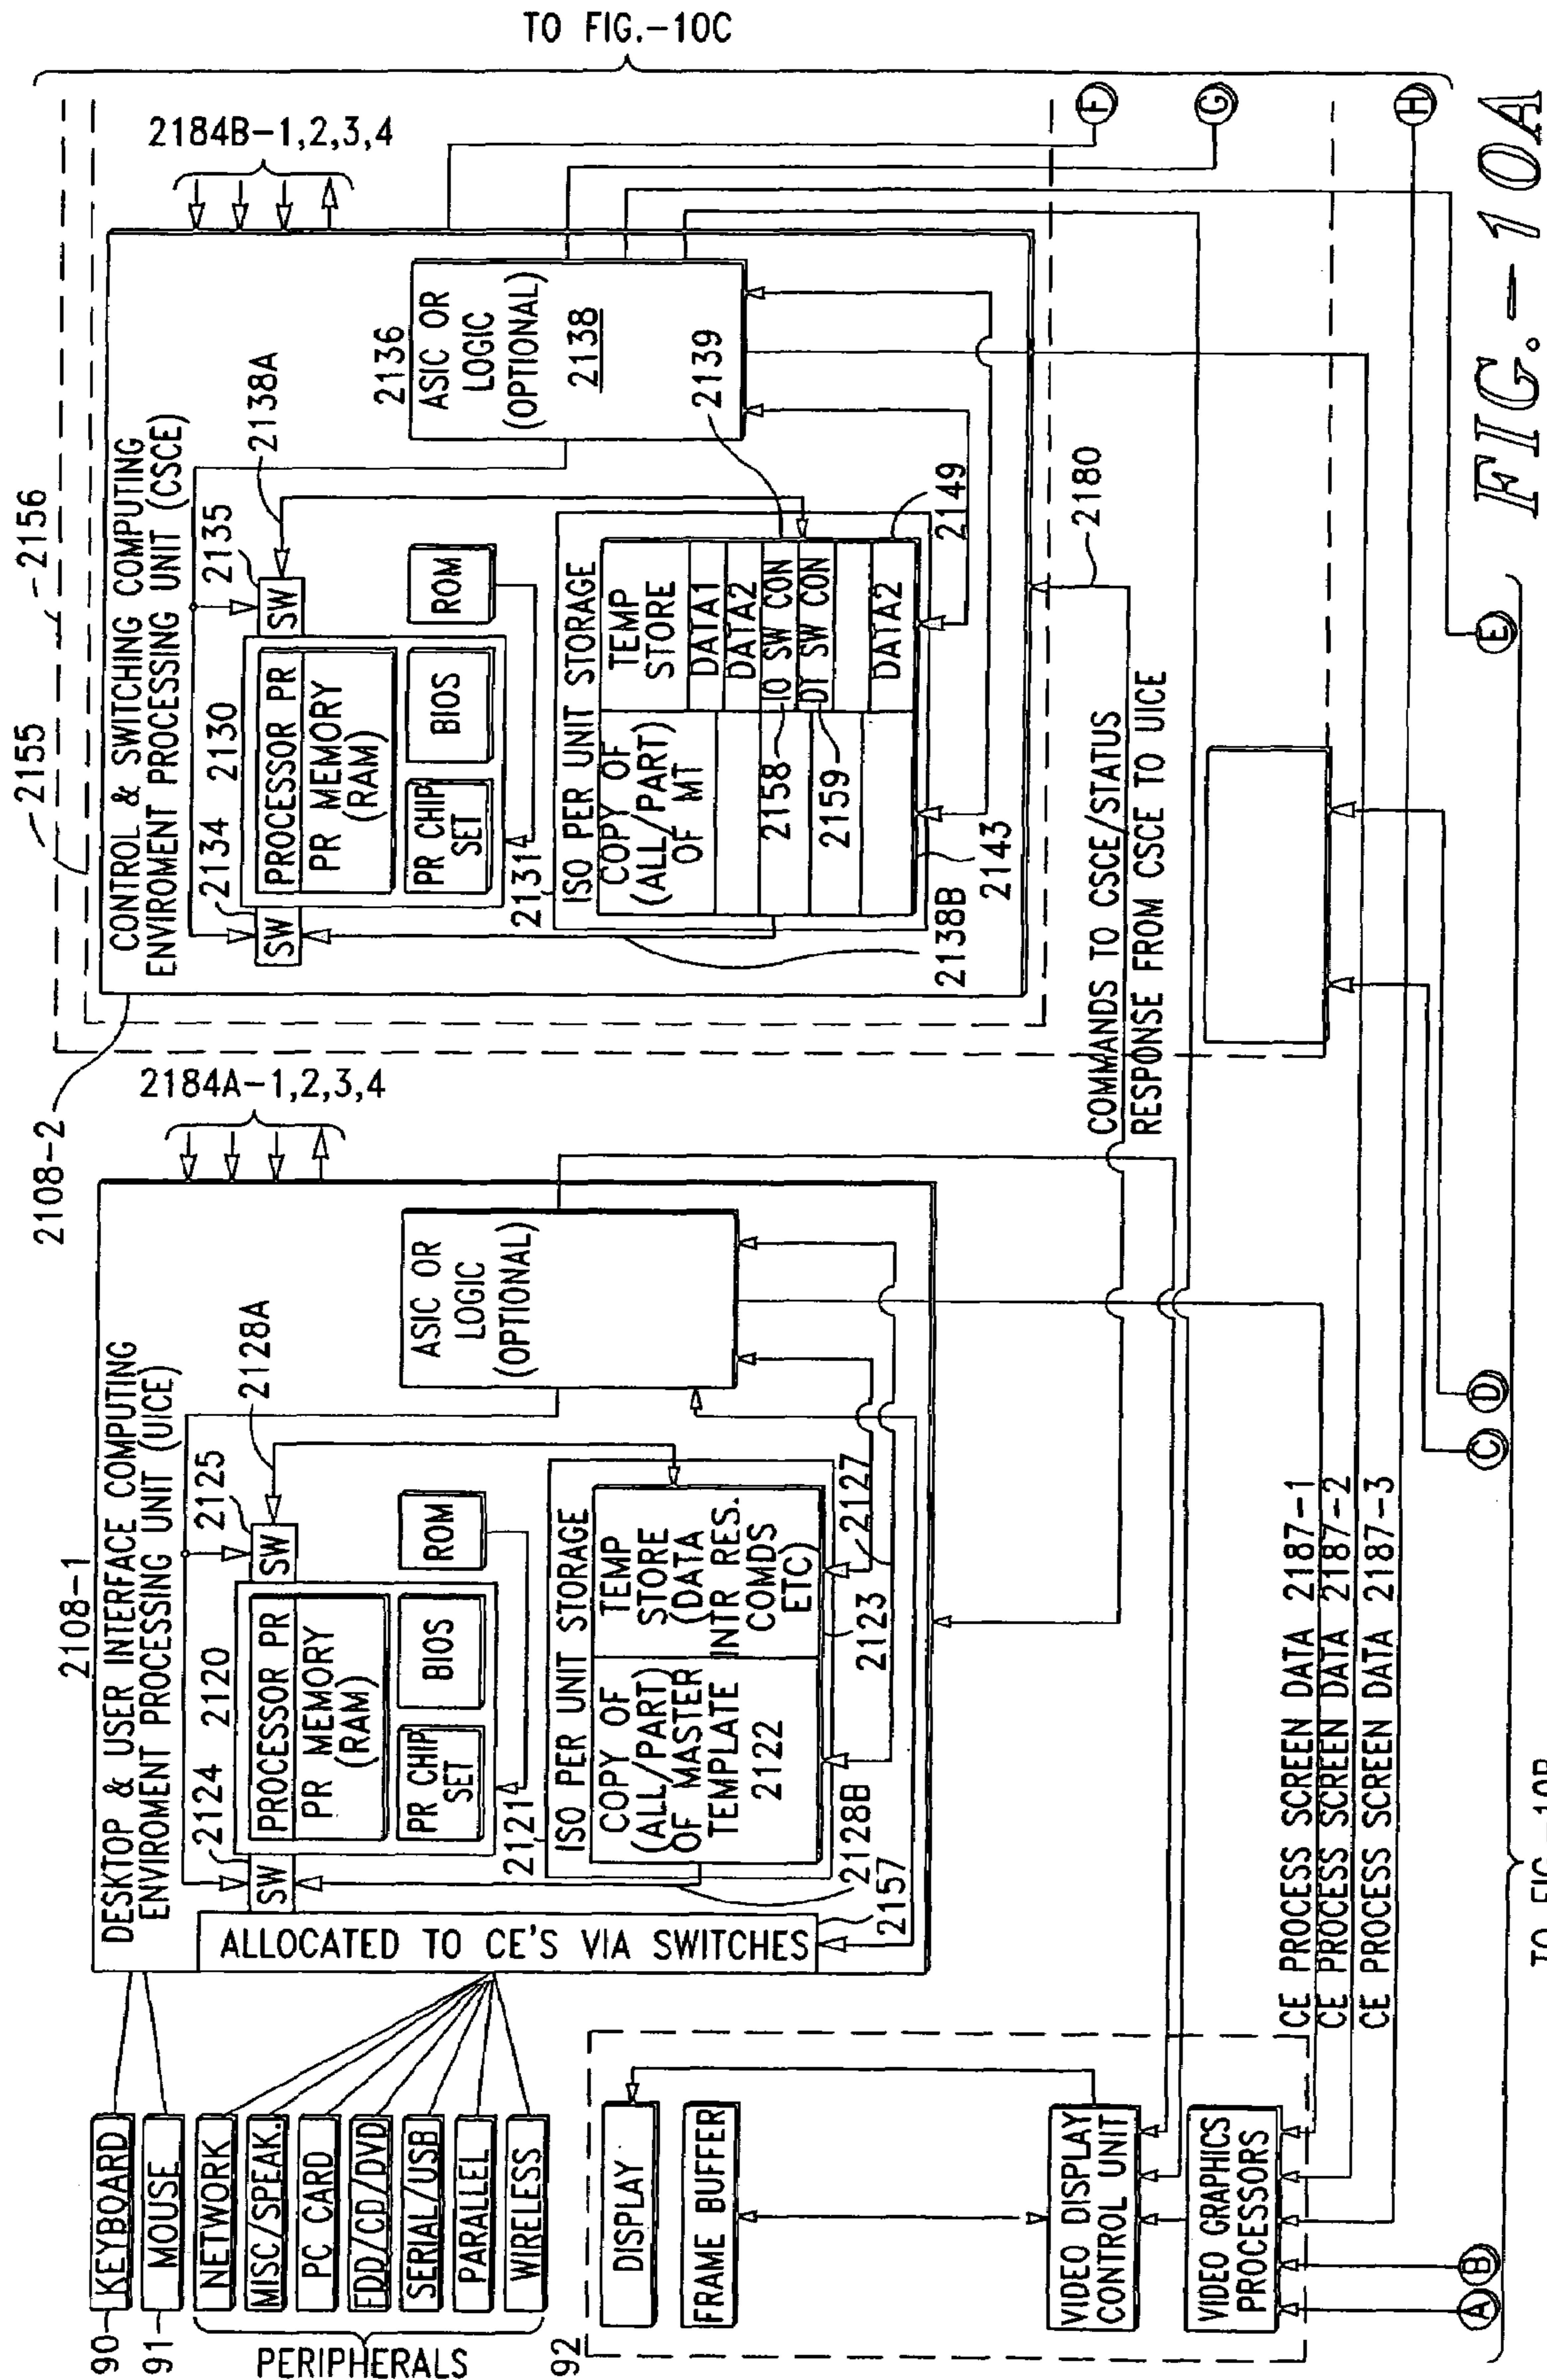 TO FIG.-10C
2155
2156
2108-2
CONTROL & SWITCHING COMPUTING
ENVIROMENT PROCESSING UNIT (CSCE)
2184B-1,2,3,4
2134
2130
2135
2138A
SW
PROCESSOR PR
PR MEMORY
(RAM)
SW
PR CHIP
SET
BIOS
ROM
2136
ASIC OR
LOGIC
(OPTIONAL)
2138
2131
ISO PER UNIT STORAGE
COPY OF
(ALL/PART)
OF MT
TEMP
STORE
DATA1
DATA2
2158
IO SW CON
2159
DT SW CON
DATA2
2139
2138B
2143
2149
COMMANDS TO CSCE/STATUS
RESPONSE FROM CSCE TO UICE
2180
2108-1
DESKTOP & USER INTERFACE COMPUTING
ENVIROMENT PROCESSING UNIT (UICE)
2184A-1,2,3,4
2124
2120
2125
2128A
SW
PROCESSOR PR
PR MEMORY
(RAM)
SW
PR CHIP
SET
BIOS
ROM
ASIC OR
LOGIC
(OPTIONAL)
2121
ISO PER UNIT STORAGE
COPY OF
(ALL/PART)
OF MASTER
TEMPLATE
2122
TEMP
STORE
(DATA
INTR RES.
COMDS
ETC)
2128B
2123
2127
2157
ALLOCATED TO CE'S VIA SWITCHES
90
KEYBOARD
91
MOUSE
NETWORK
MISC/SPEAK.
PC CARD
FDD/CD/DVD
SERIAL/USB
PARALLEL
WIRELESS
PERIPHERALS
92
DISPLAY
FRAME BUFFER
VIDEO DISPLAY
CONTROL UNIT
VIDEO GRAPHICS
PROCESSORS
CE PROCESS SCREEN DATA 2187-1
CE PROCESS SCREEN DATA 2187-2
CE PROCESS SCREEN DATA 2187-3
A
B
C
D
E
F
G
H
TO FIG.-10B
FIG.-10A